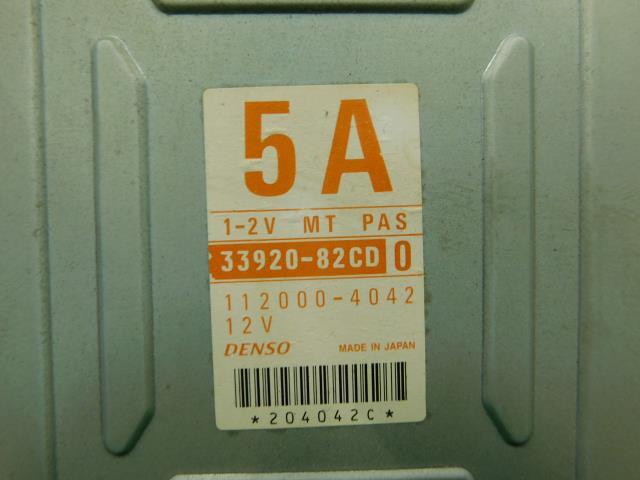 5A
1-2V MT PAS
33920-82CD 0
112000-4042
12V
DENSO MADE IN JAPAN
*204042C*